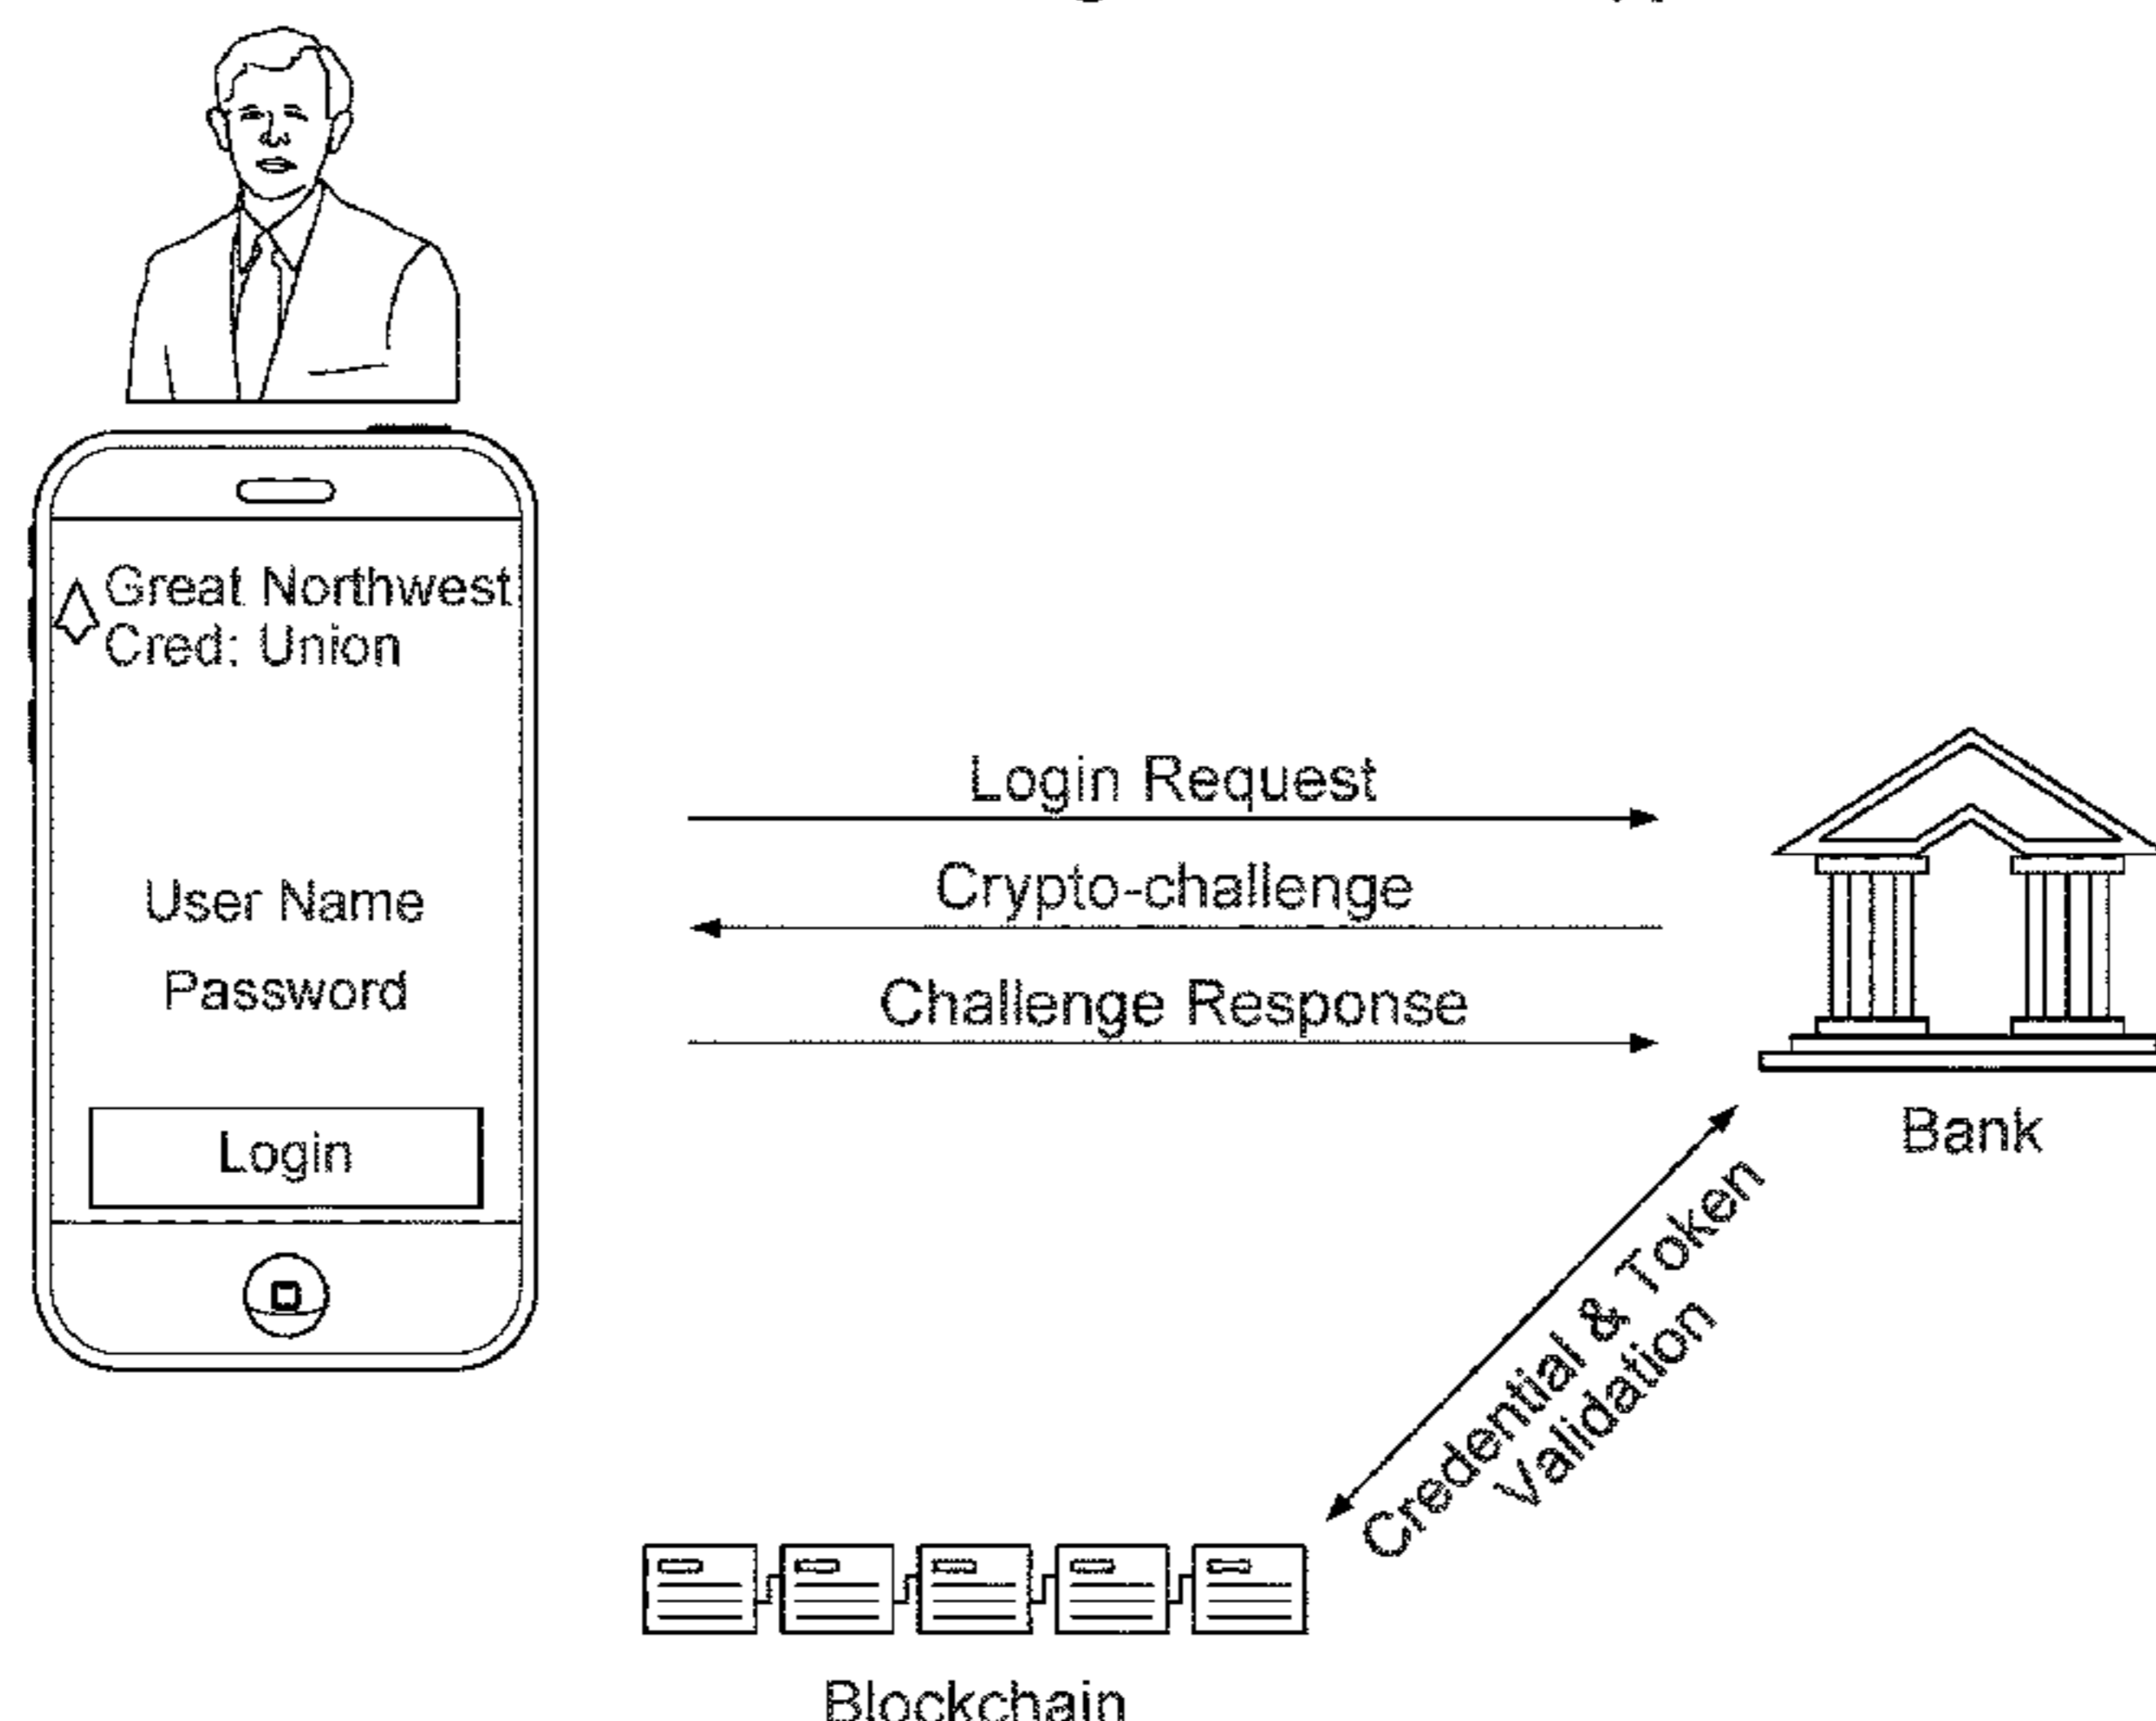 Great Northwest
Cred: Union
User Name
Password
Login
Login Request
Crypto-challenge
Challenge Response
Bank
Credential & Token
Validation
Blockchain